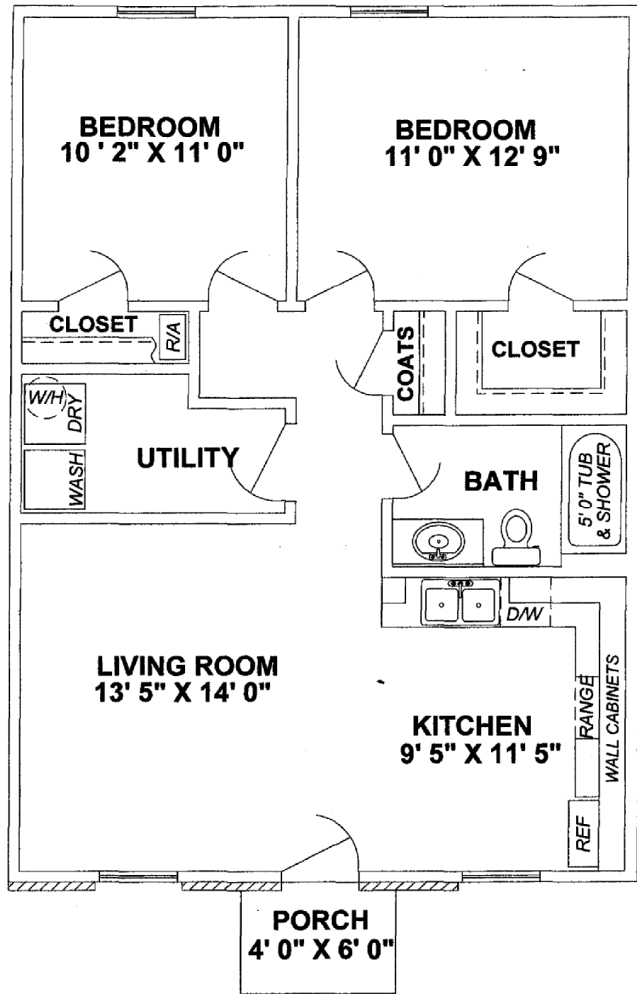 BEDROOM
10 ' 2" X 11' 0"
BEDROOM
11' 0" X 12' 9"
CLOSET
R/A
COATS
CLOSET
W/H
DRY
WASH
UTILITY
BATH
5' 0" TUB
& SHOWER
D/W
LIVING ROOM
13' 5" X 14' 0"
KITCHEN
9' 5" X 11' 5"
RANGE
WALL CABINETS
REF
PORCH
4' 0" X 6' 0"